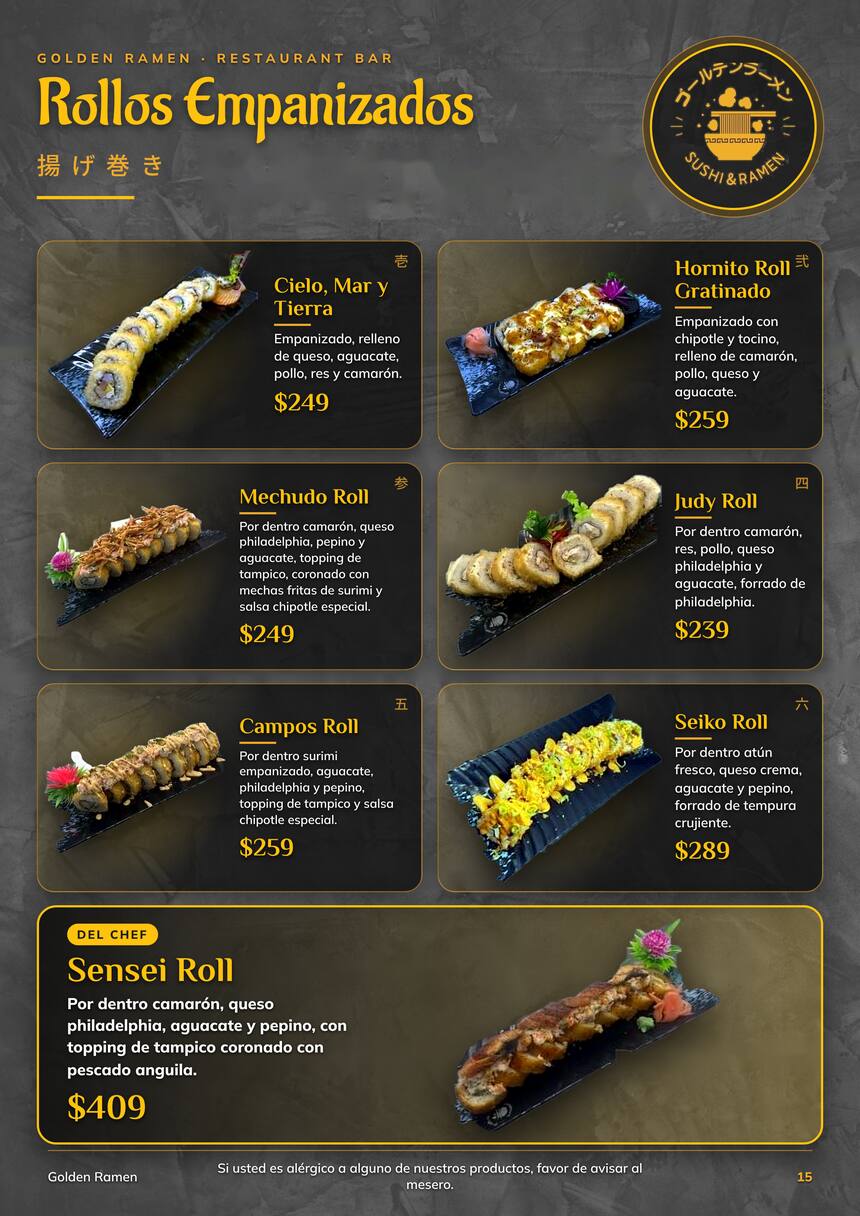 GOLDEN RAMEN · RESTAURANT BAR
Rollos Empanizados
揚げ巻き
ゴールデンラーメン
SUSHI & RAMEN
壱
Cielo, Mar y
Tierra
Empanizado, relleno
de queso, aguacate,
pollo, res y camarón.
$249
弐
Hornito Roll
Gratinado
Empanizado con
chipotle y tocino,
relleno de camarón,
pollo, queso y
aguacate.
$259
参
Mechudo Roll
Por dentro camarón, queso
philadelphia, pepino y
aguacate, topping de
tampico, coronado con
mechas fritas de surimi y
salsa chipotle especial.
$249
四
Judy Roll
Por dentro camarón,
res, pollo, queso
philadelphia y
aguacate, forrado de
philadelphia.
$239
五
Campos Roll
Por dentro surimi
empanizado, aguacate,
philadelphia y pepino,
topping de tampico y salsa
chipotle especial.
$259
六
Seiko Roll
Por dentro atún
fresco, queso crema,
aguacate y pepino,
forrado de tempura
crujiente.
$289
DEL CHEF
Sensei Roll
Por dentro camarón, queso
philadelphia, aguacate y pepino, con
topping de tampico coronado con
pescado anguila.
$409
Golden Ramen
Si usted es alérgico a alguno de nuestros productos, favor de avisar al
mesero.
15